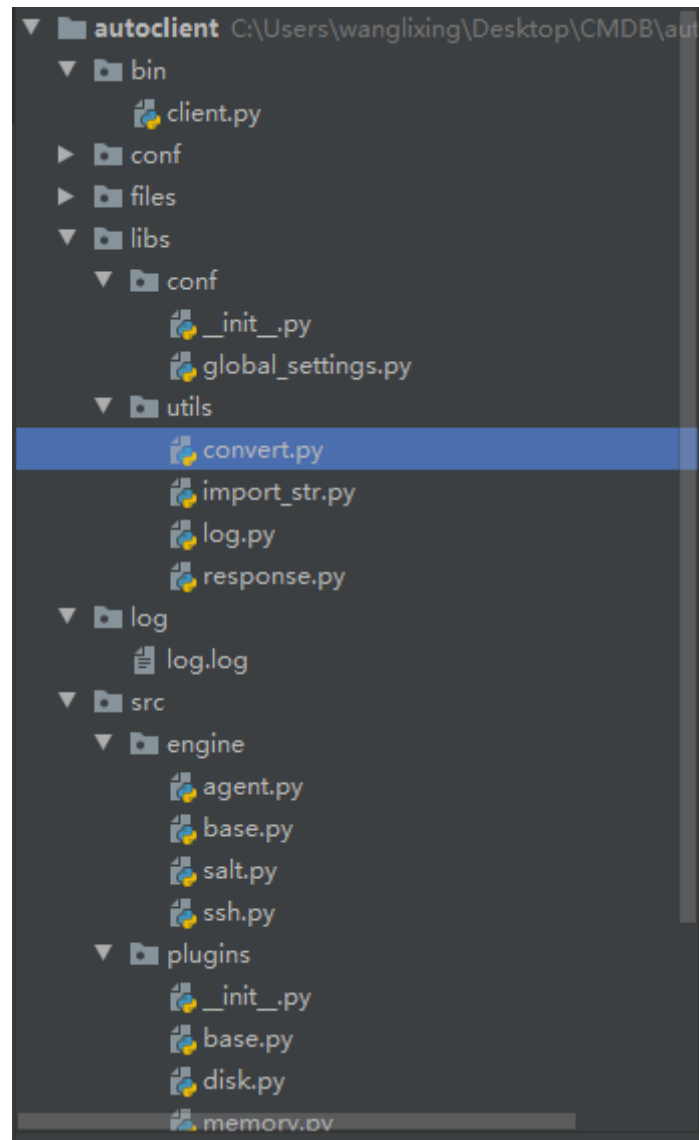 autoclient C:\Users\wanglixing\Desktop\CMDB\aut
bin
client.py
conf
files
libs
conf
__init__.py
global_settings.py
utils
convert.py
import_str.py
log.py
response.py
log
log.log
src
engine
agent.py
base.py
salt.py
ssh.py
plugins
__init__.py
base.py
disk.py
memory.py